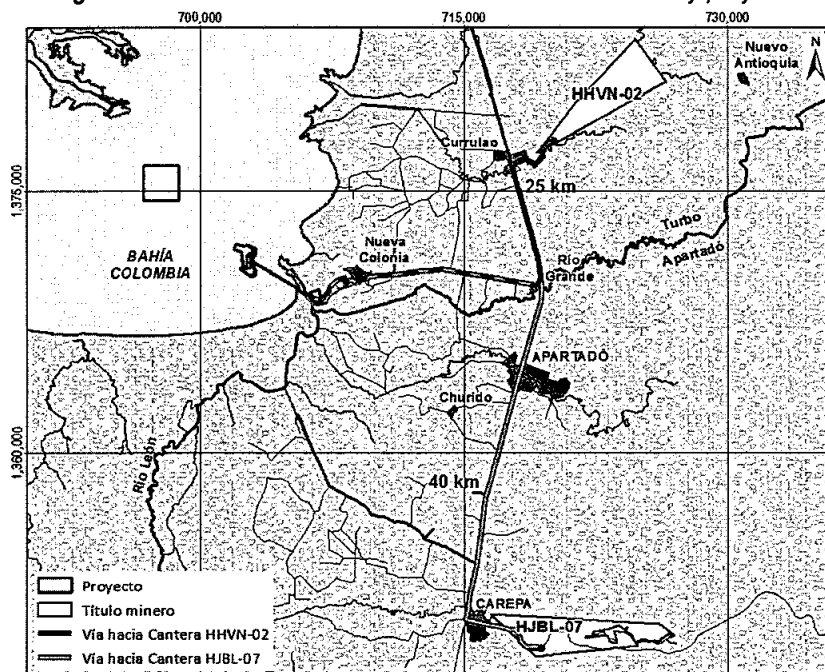 700,000
715,000
730,000
Nuevo
Antioquia
N
HHVN-02
Currulao
1,375,000
25 km
BAHÍA
COLOMBIA
Nueva
Colonia
Turbo
Apartadó
Río
Grande
APARTADÓ
Churido
1,360,000
Río León
40 km
CAREPA
HJBL-07
Proyecto
Título minero
Vía hacia Cantera HHVN-02
Vía hacia Cantera HJBL-07